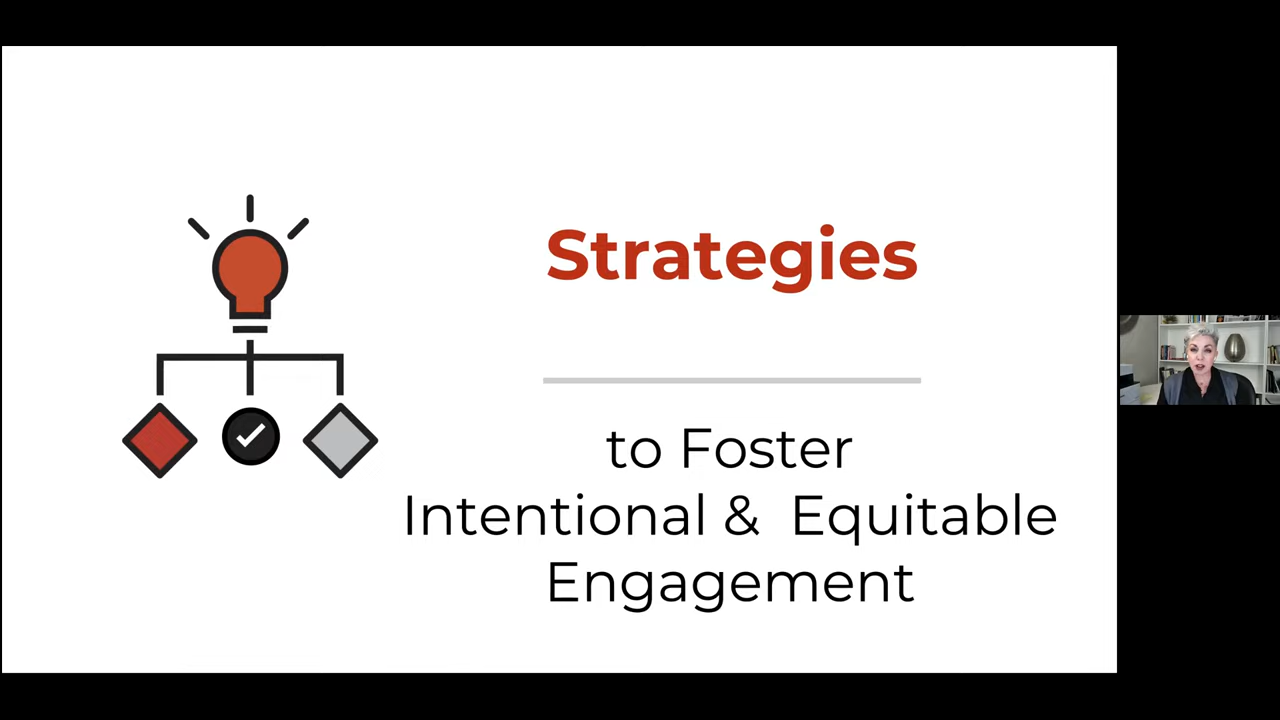 Strategies
to Foster
Intentional & Equitable
Engagement